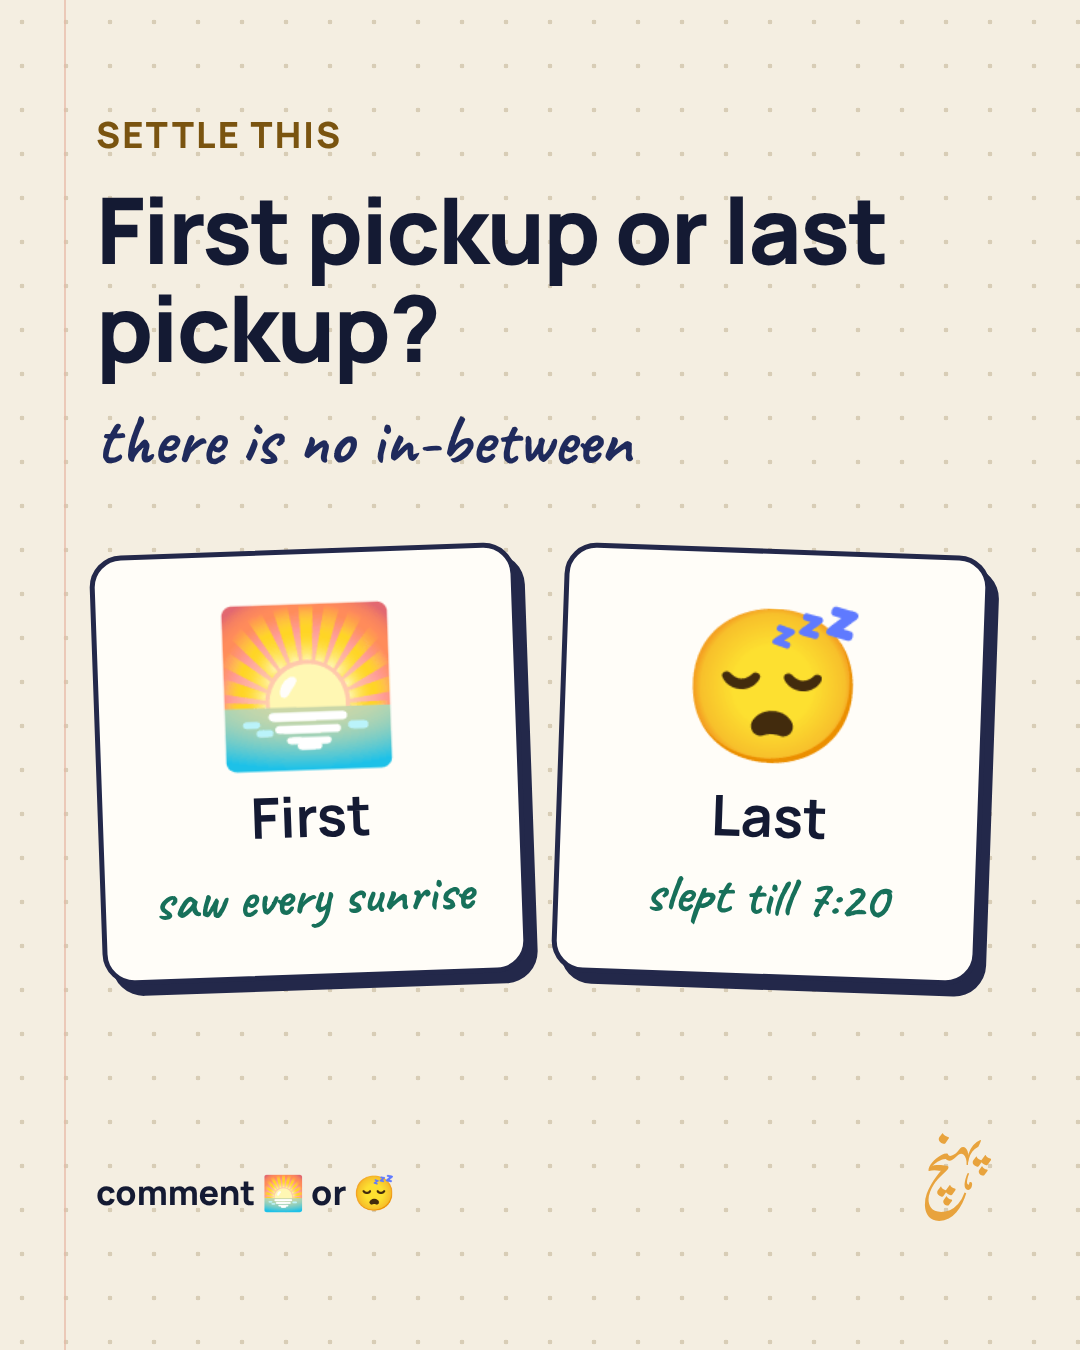 SETTLE THIS
First pickup or last
pickup?
there is no in-between
First
saw every sunrise
Last
slept till 7:20
comment 🌅 or 😴
پہنچ